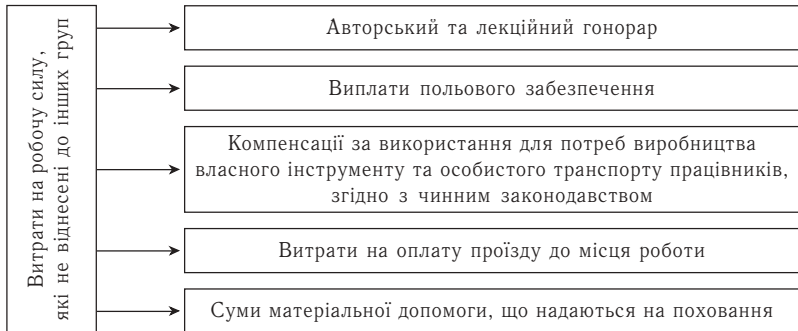 Витрати на робочу силу,
які не віднесені до інших груп
Авторський та лекційний гонорар
Виплати польового забезпечення
Компенсації за використання для потреб виробництва
власного інструменту та особистого транспорту працівників,
згідно з чинним законодавством
Витрати на оплату проїзду до місця роботи
Суми матеріальної допомоги, що надаються на поховання